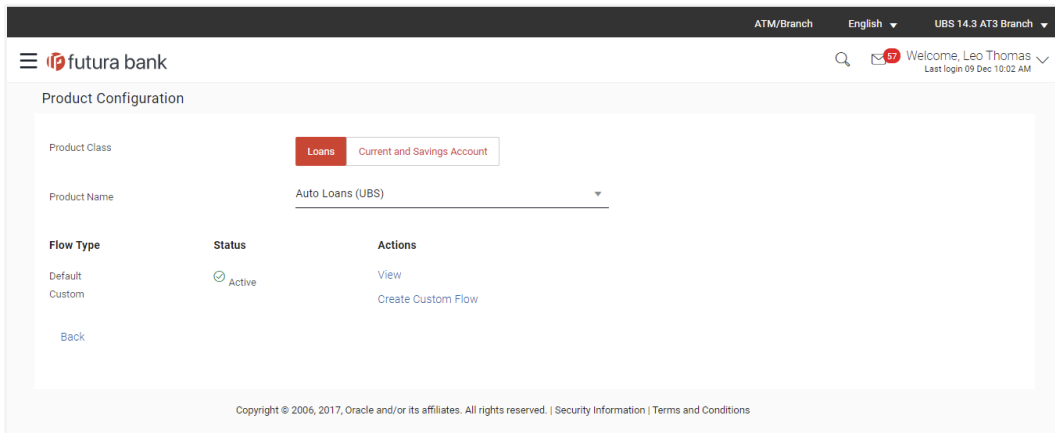 ATM/Branch English UBS 14.3 AT3 Branch
futura bank
57
Welcome, Leo Thomas
Last login 09 Dec 10:02 AM
Product Configuration
Product Class Loans Current and Savings Account
Product Name Auto Loans (UBS)
Flow Type Status Actions
Default Active View
Custom Create Custom Flow
Back
Copyright © 2006, 2017, Oracle and/or its affiliates. All rights reserved. | Security Information | Terms and Conditions